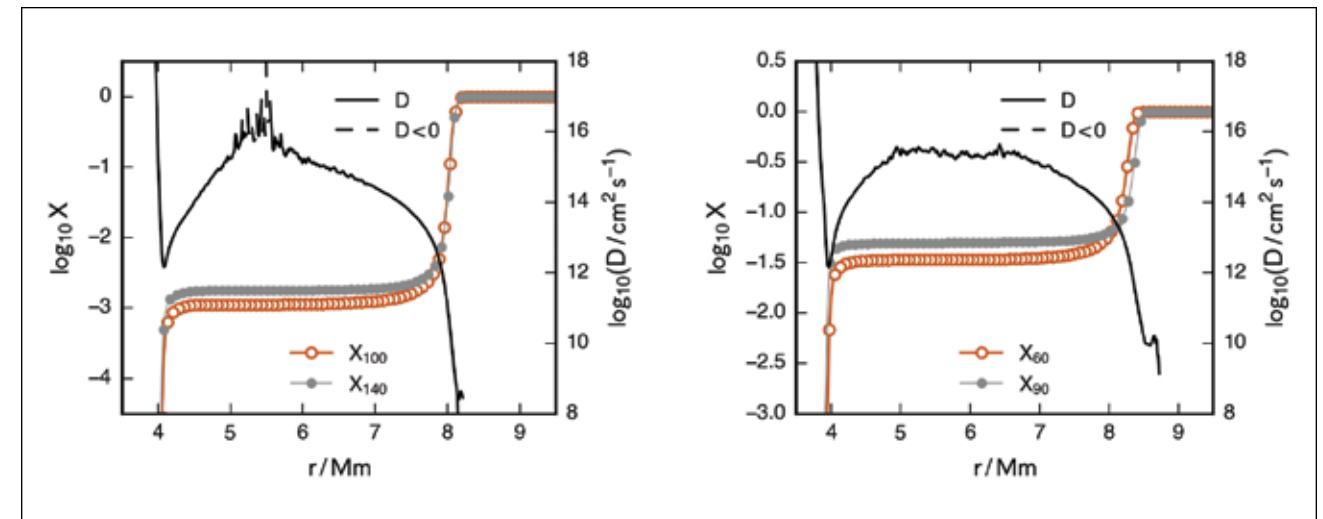 0
−1
−2
−3
−4
log₁₀ X
18
16
14
12
10
8
log₁₀(D/cm² s⁻¹)
D
D<0
X₁₀₀
X₁₄₀
4 5 6 7 8 9
r/Mm
0.5
0.0
−0.5
−1.0
−1.5
−2.0
−2.5
−3.0
log₁₀ X
18
16
14
12
10
8
log₁₀(D/cm² s⁻¹)
D
D<0
X₆₀
X₉₀
4 5 6 7 8 9
r/Mm